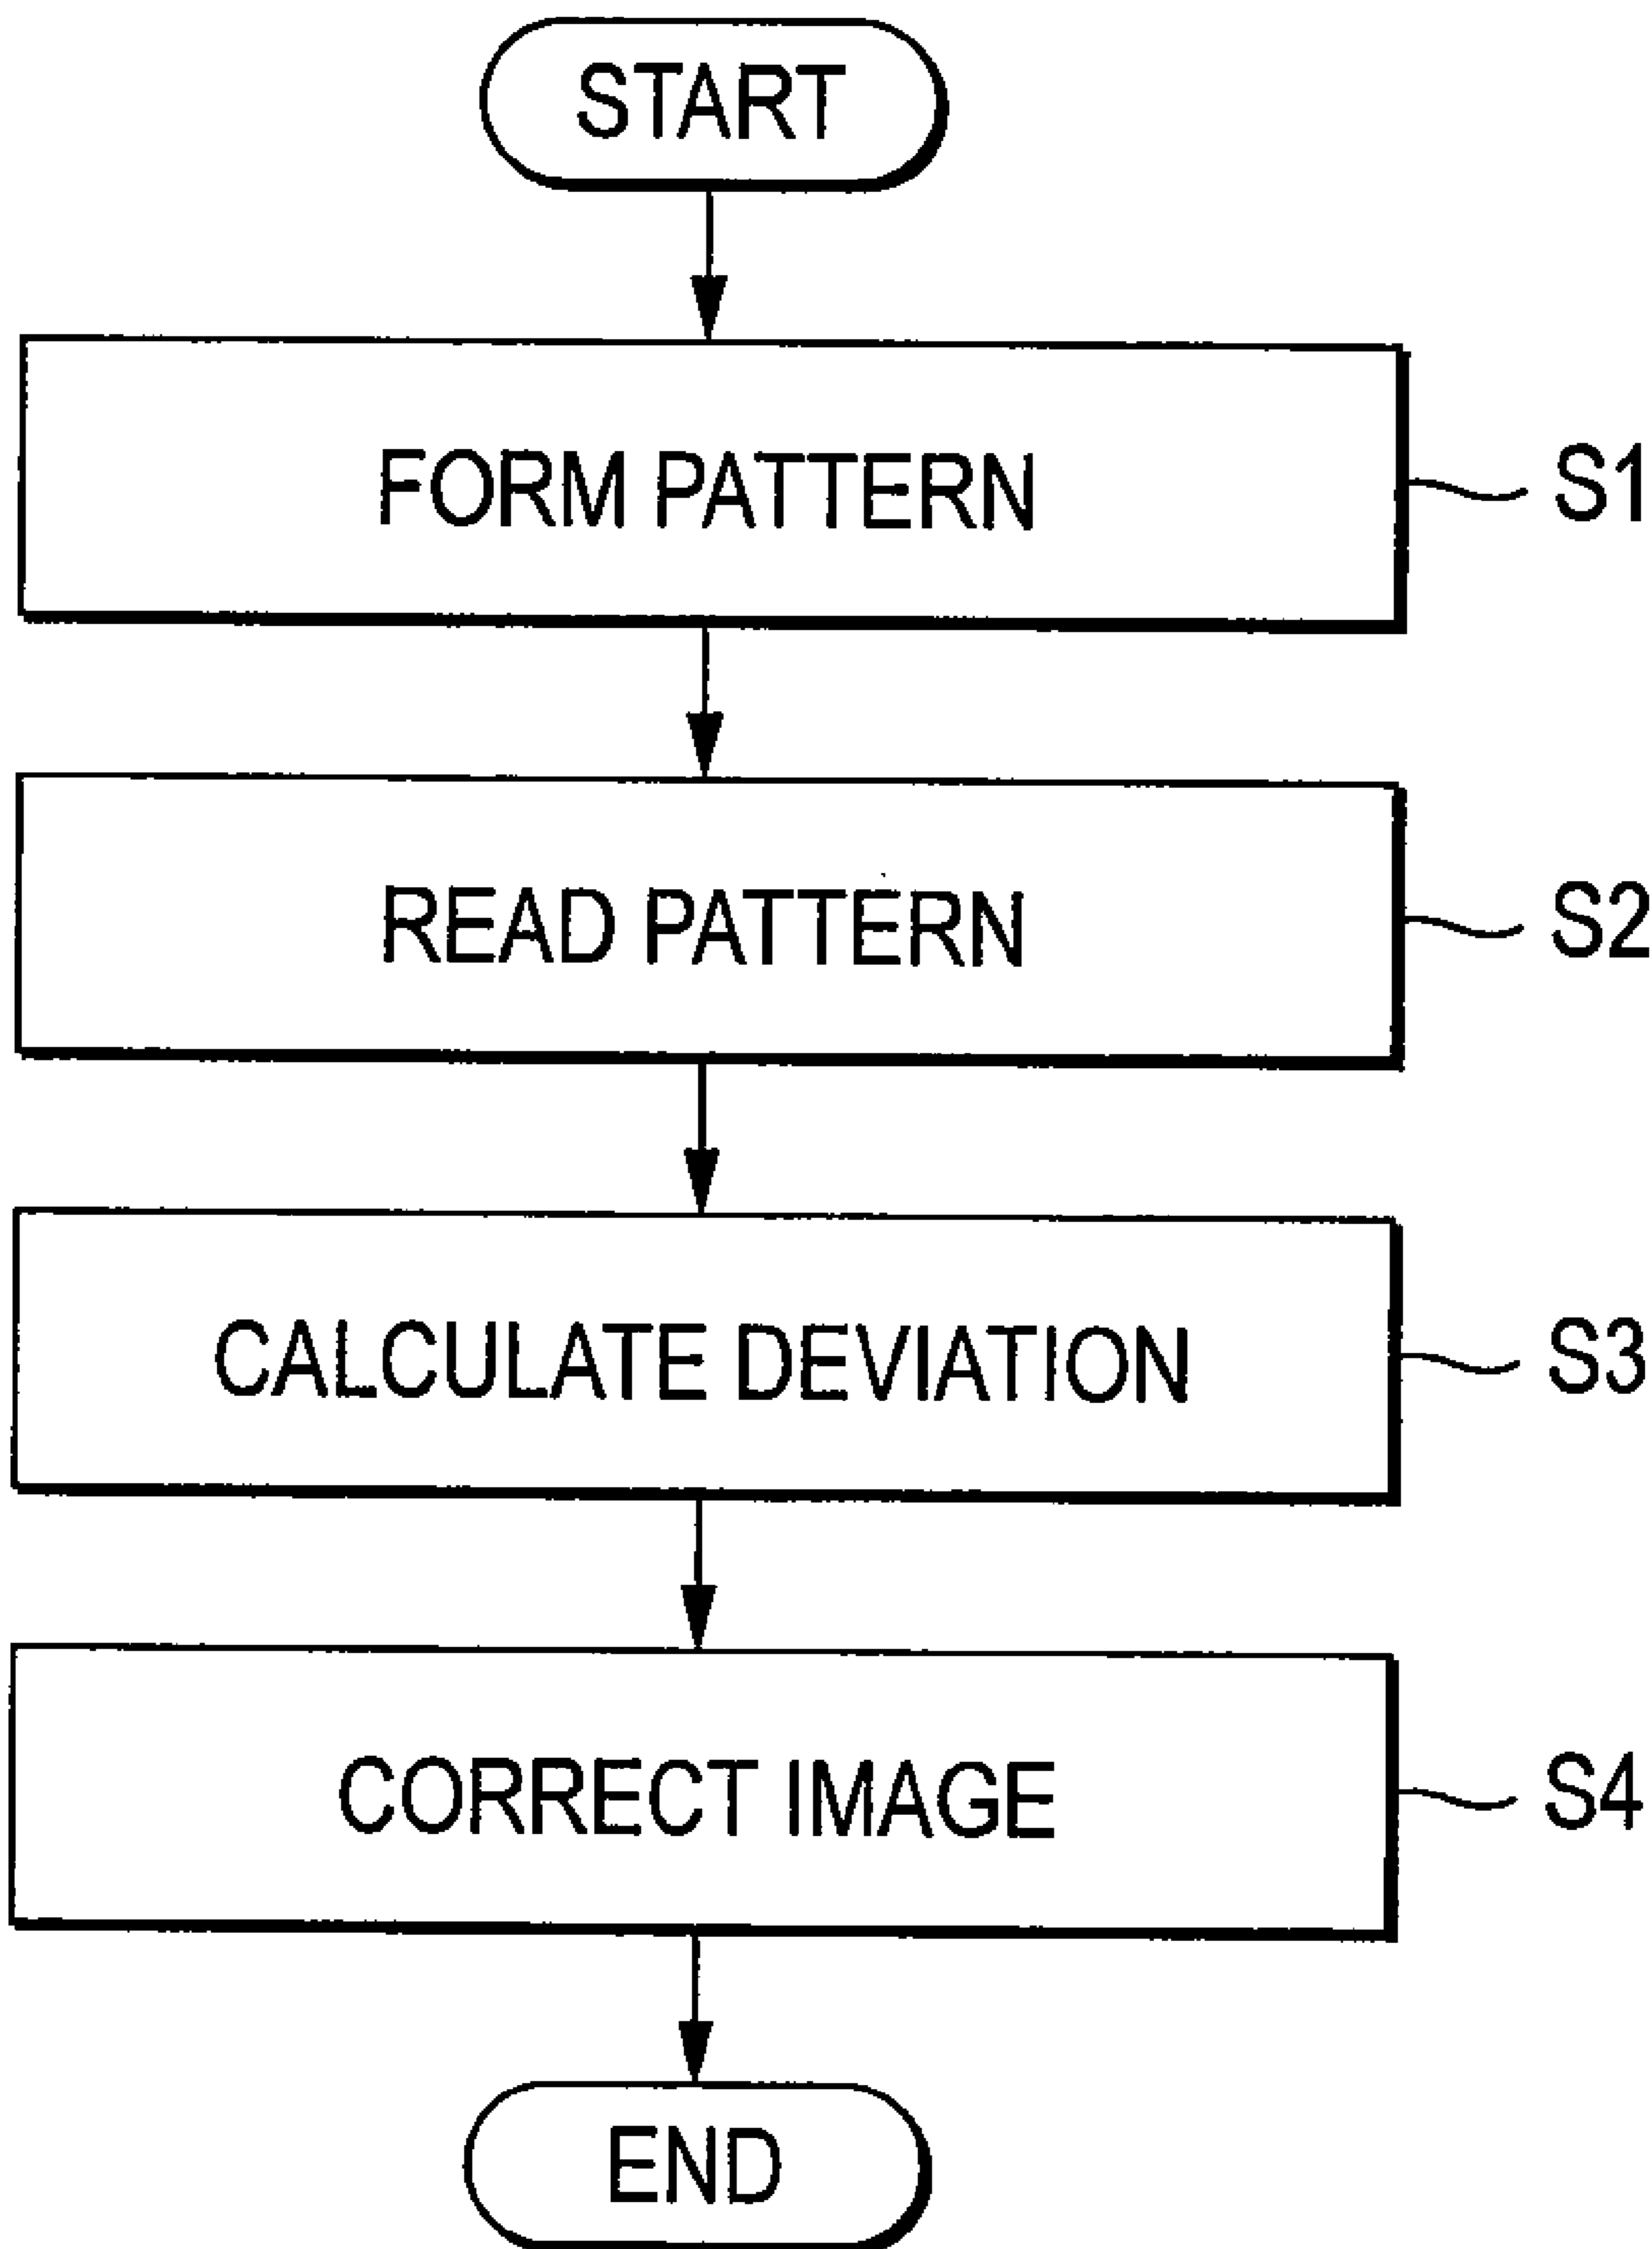 START
FORM PATTERN
S1
READ PATTERN
S2
CALCULATE DEVIATION
S3
CORRECT IMAGE
S4
END